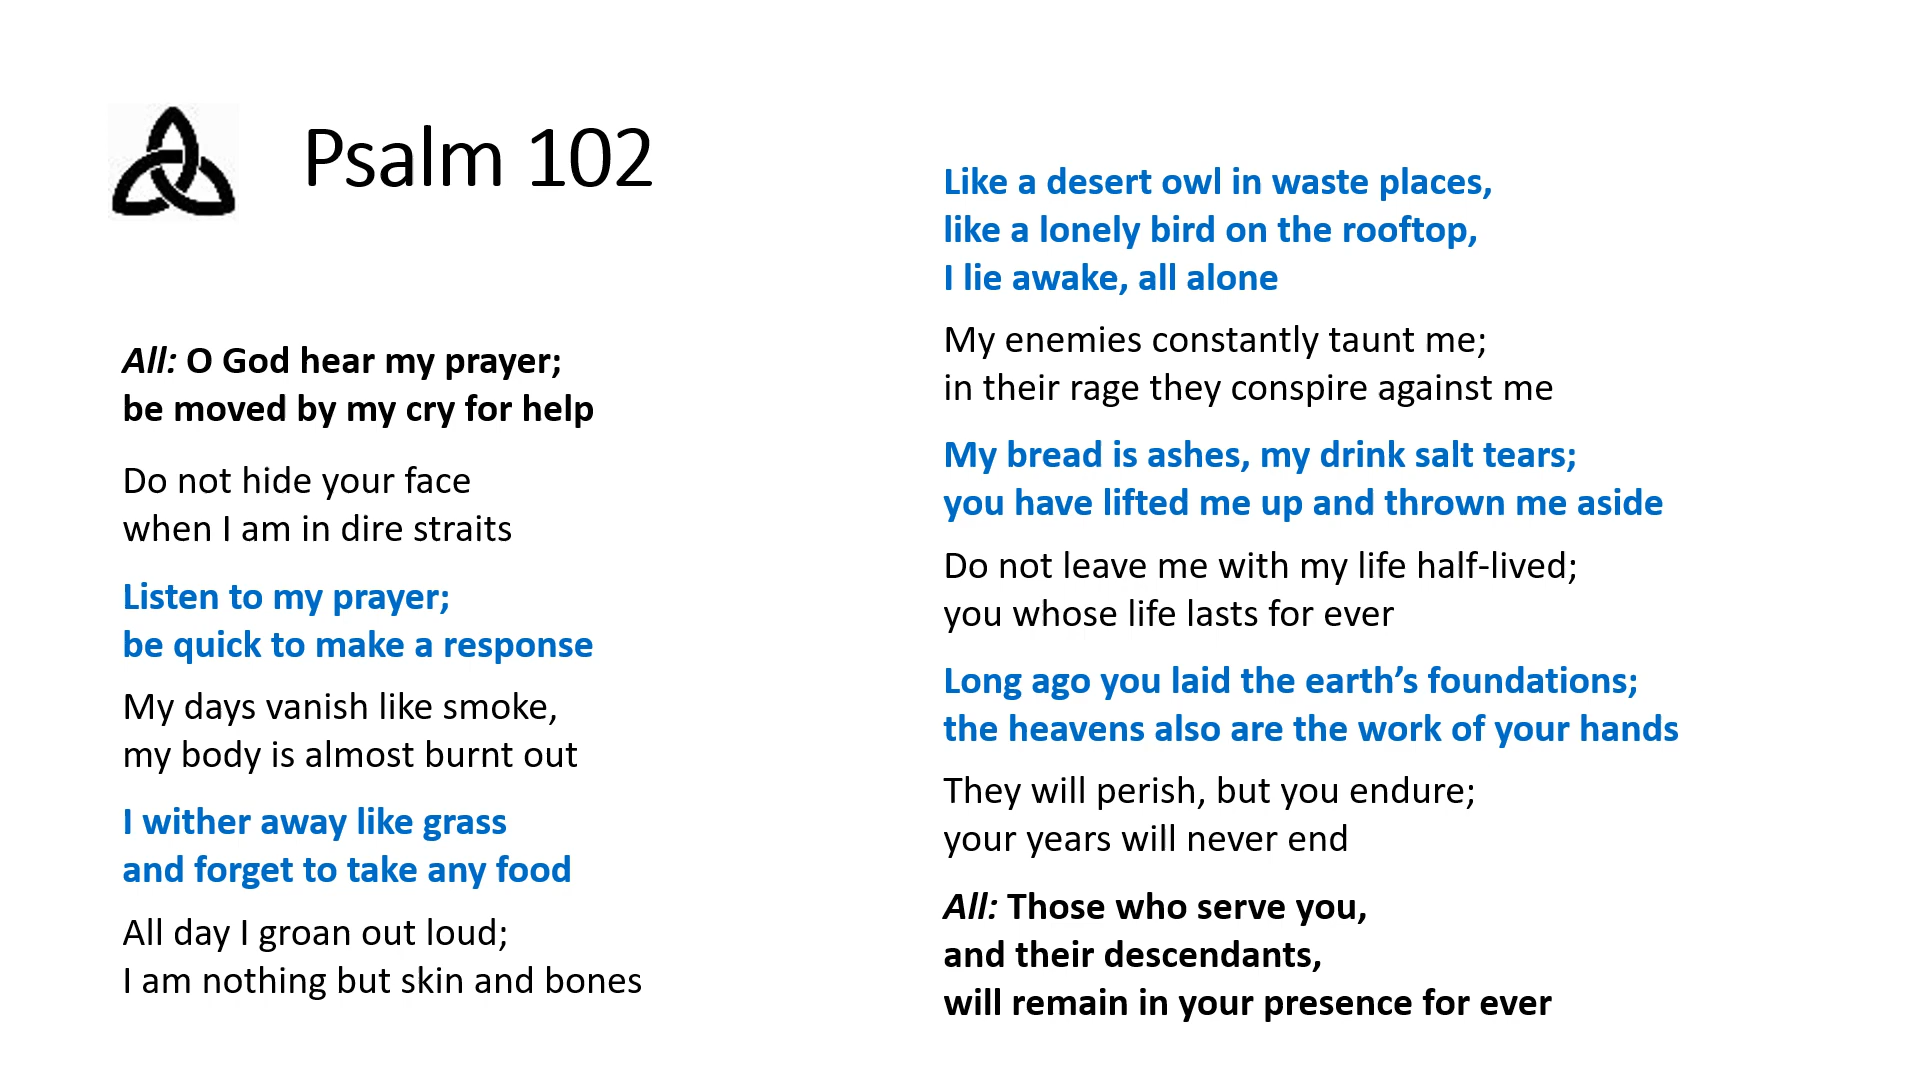 Psalm 102
All: O God hear my prayer;
be moved by my cry for help
Do not hide your face
when I am in dire straits
Listen to my prayer;
be quick to make a response
My days vanish like smoke,
my body is almost burnt out
I wither away like grass
and forget to take any food
All day I groan out loud;
I am nothing but skin and bones
Like a desert owl in waste places,
like a lonely bird on the rooftop,
I lie awake, all alone
My enemies constantly taunt me;
in their rage they conspire against me
My bread is ashes, my drink salt tears;
you have lifted me up and thrown me aside
Do not leave me with my life half-lived;
you whose life lasts for ever
Long ago you laid the earth’s foundations;
the heavens also are the work of your hands
They will perish, but you endure;
your years will never end
All: Those who serve you,
and their descendants,
will remain in your presence for ever